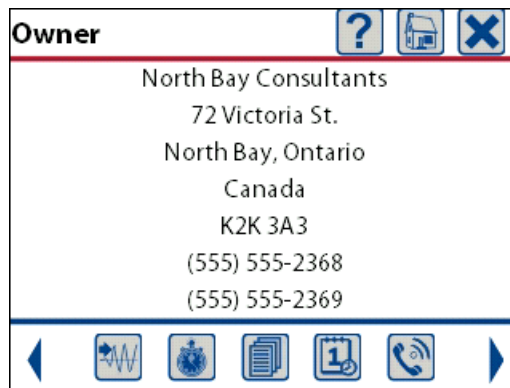 Owner
?
North Bay Consultants
72 Victoria St.
North Bay, Ontario
Canada
K2K 3A3
(555) 555-2368
(555) 555-2369
1